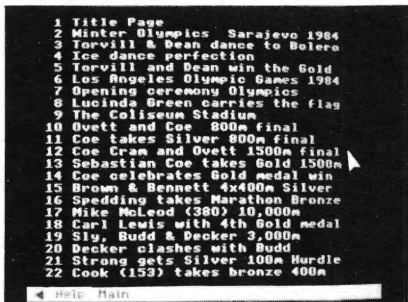 1 Title Page
2 Winter Olympics Sarajevo 1984
3 Torvill & Dean dance to Bolero
4 Ice dance perfection
5 Torvill and Dean win the Gold
6 Los Angeles Olympic Games 1984
7 Opening ceremony Olympics
8 Lucinda Green carries the flag
9 The Coliseum Stadium
10 Ovett and Coe 800m final
11 Coe takes Silver 800m final
12 Coe Cram and Ovett 1500m final
13 Sebastian Coe takes Gold 1500m
14 Coe celebrates Gold medal win
15 Brown & Bennett 4x400m Silver
16 Spedding takes Marathon Bronze
17 Mike McLeod (380) 10,000m
18 Carl Lewis with 4th Gold medal
19 Sly, Budd & Decker 3,000m
20 Decker clashes with Budd
21 Strong gets Silver 100m Hurdle
22 Cook (153) takes bronze 400m
Help Main